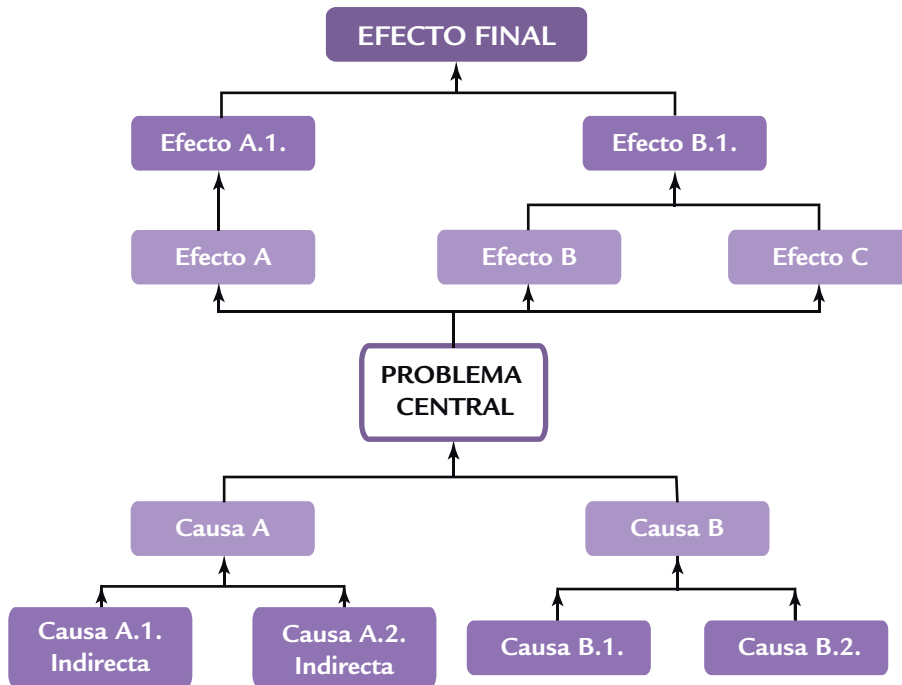 EFECTO FINAL
Efecto A.1.
Efecto B.1.
Efecto A
Efecto B
Efecto C
PROBLEMA
CENTRAL
Causa A
Causa B
Causa A.1.
Indirecta
Causa A.2.
Indirecta
Causa B.1.
Causa B.2.